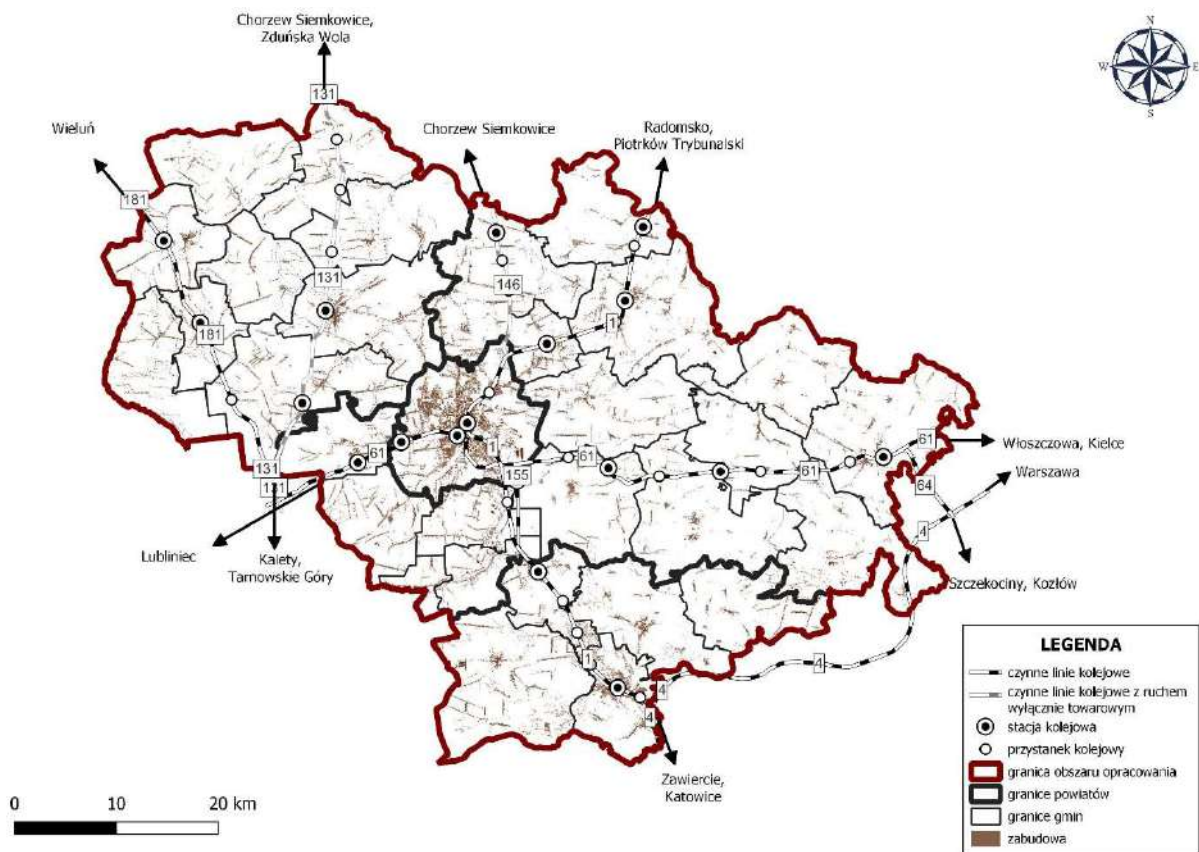 Chorzew Siemkowice,
Zduńska Wola
N
W
E
S
131
Wieluń
Chorzew Siemkowice
Radomsko,
Piotrków Trybunalski
181
131
146
181
1
61
1
61
155
61
61
Włoszczowa, Kielce
131
131
64
Warszawa
4
Lubliniec
Kalety,
Tarnowskie Góry
Szczekociny, Kozłów
1
4
4
4
Zawiercie,
Katowice
LEGENDA
czynne linie kolejowe
czynne linie kolejowe z ruchem
wyłącznie towarowym
stacja kolejowa
przystanek kolejowy
granica obszaru opracowania
granice powiatów
granice gmin
zabudowa
0 10 20 km